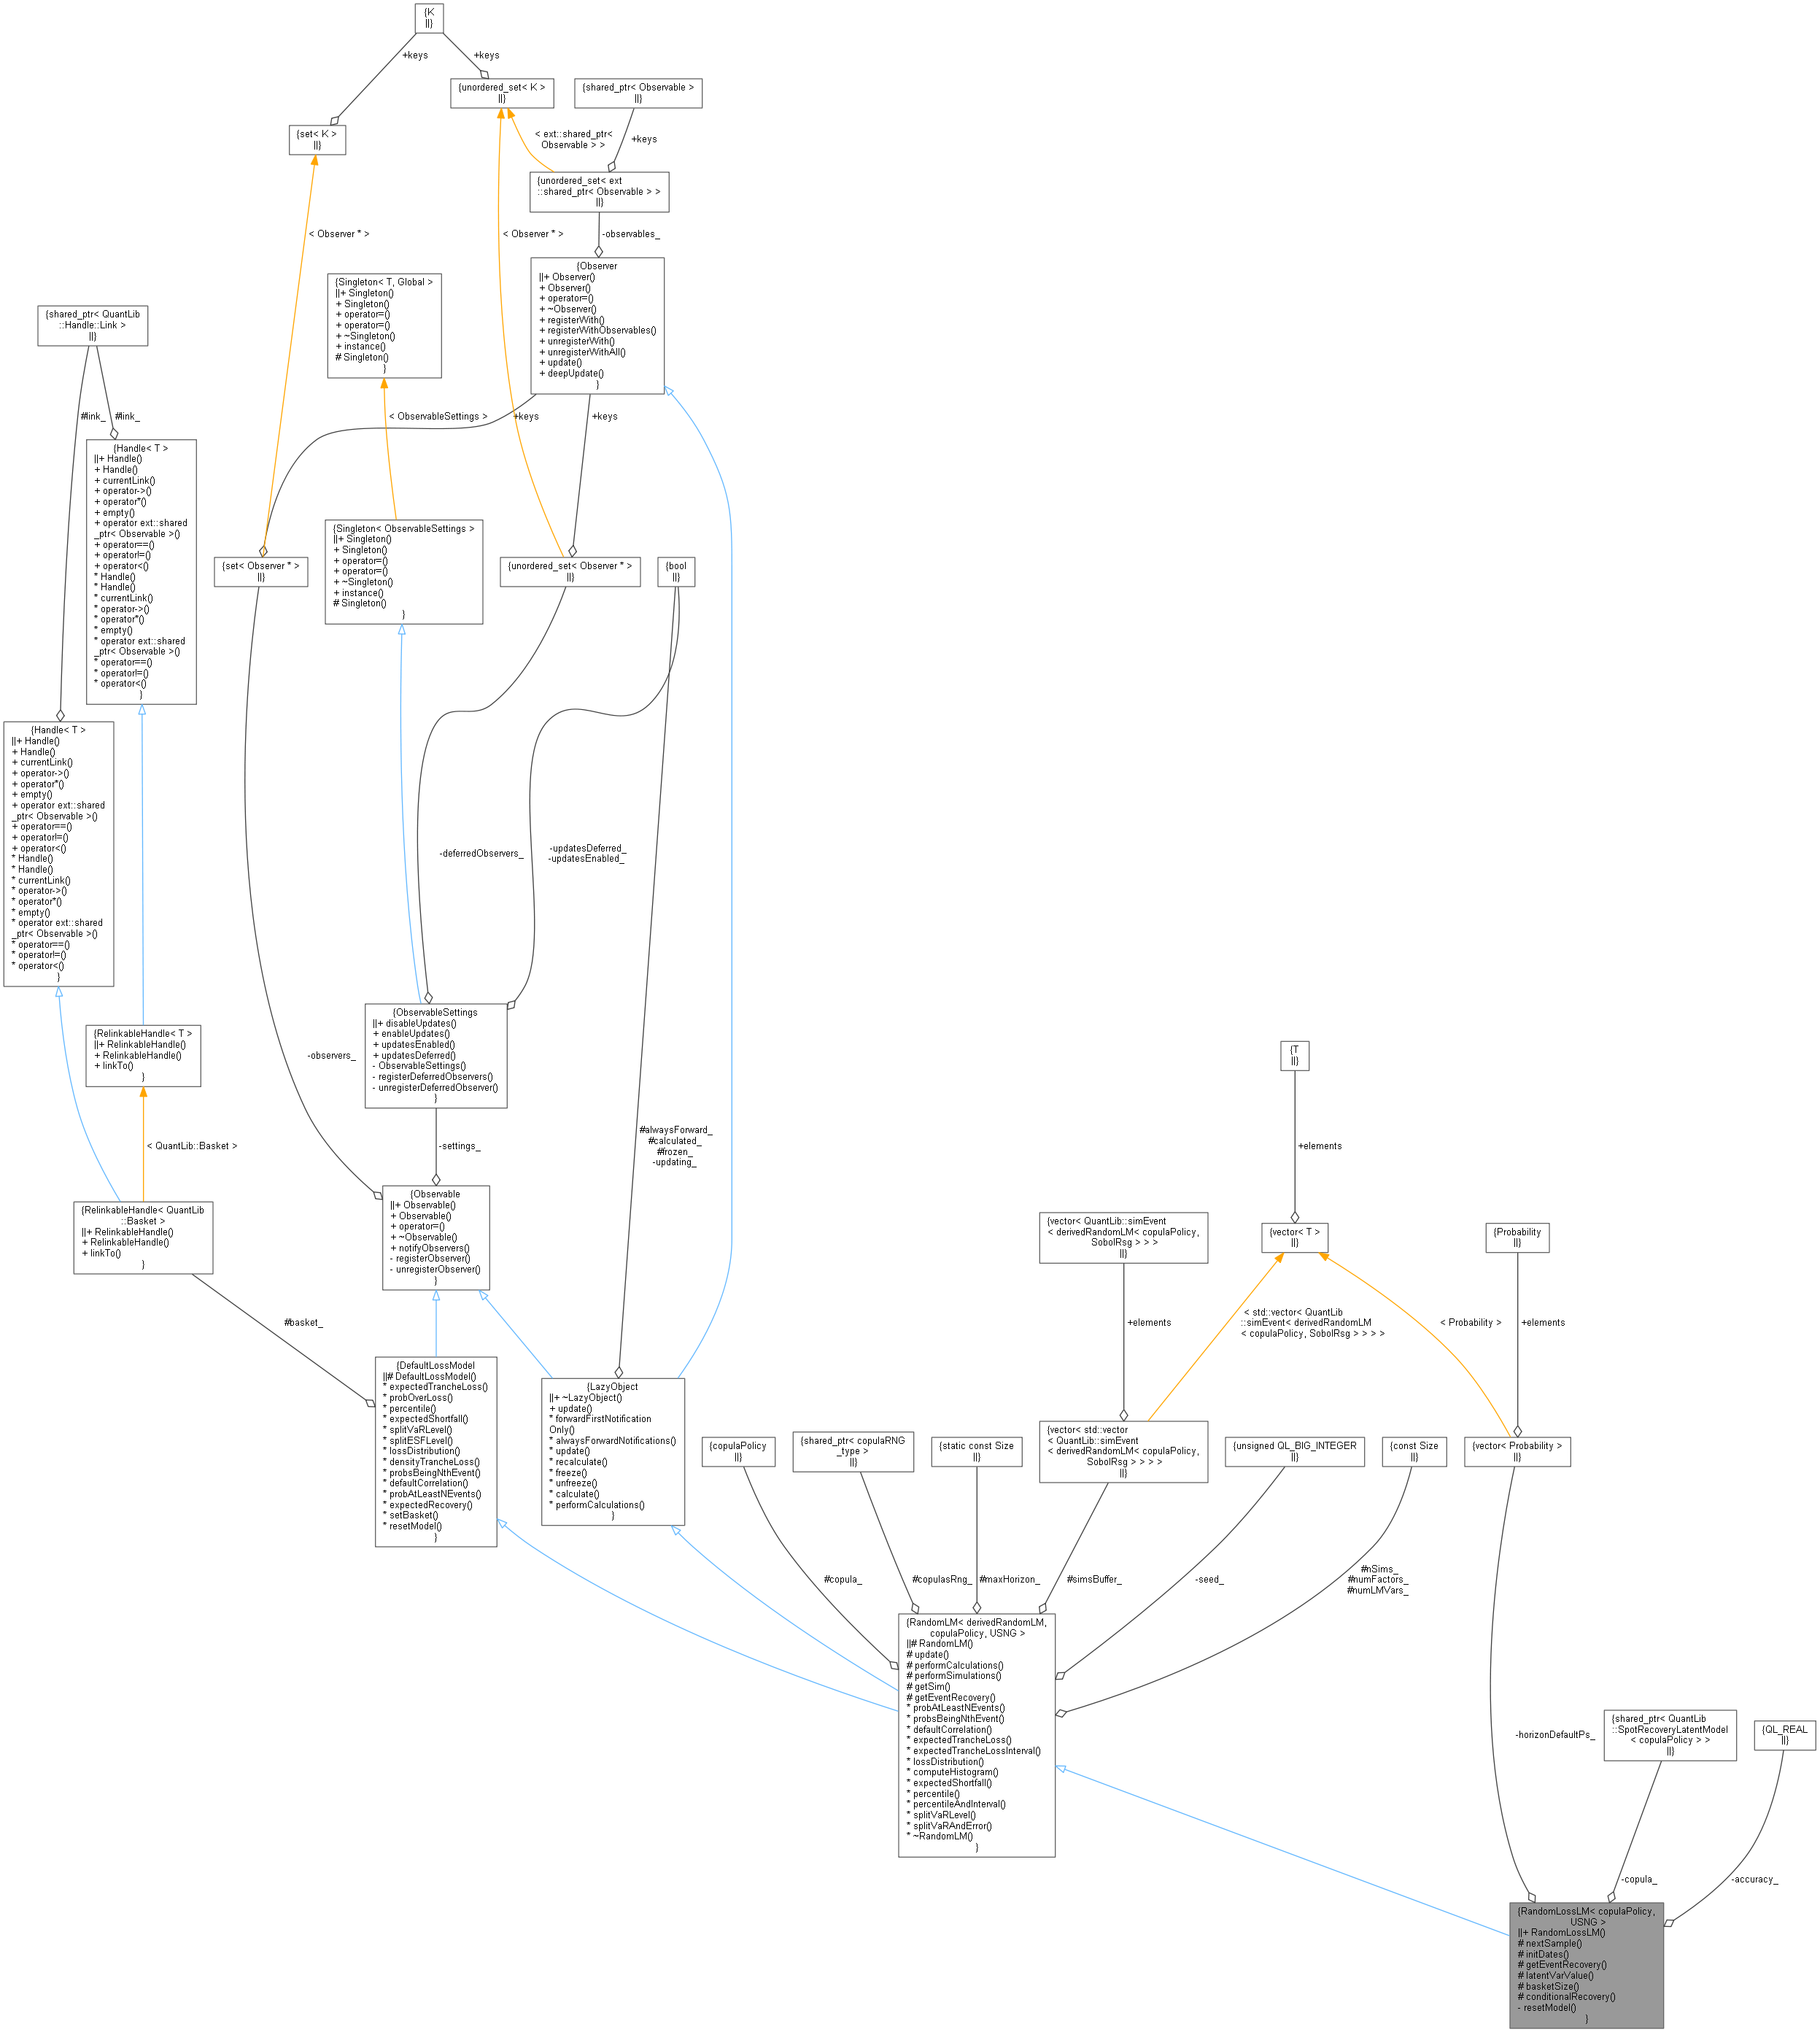 {K
||}
+keys
+keys
{unordered_set< K >
||}
{shared_ptr< Observable >
||}
{set< K >
||}
< ext::shared_ptr<
Observable > >
+keys
{unordered_set< ext
::shared_ptr< Observable > >
||}
< Observer * >
< Observer * >
-observables_
{Observer
||+ Observer()
+ Observer()
+ operator=()
+ ~Observer()
+ registerWith()
+ registerWithObservables()
+ unregisterWith()
+ unregisterWithAll()
+ update()
+ deepUpdate()
}
{Singleton< T, Global >
||+ Singleton()
+ Singleton()
+ operator=()
+ operator=()
+ ~Singleton()
+ instance()
# Singleton()
}
{shared_ptr< QuantLib
::Handle::Link >
||}
#link_
#link_
< ObservableSettings >
+keys
+keys
{Handle< T >
||+ Handle()
+ Handle()
+ currentLink()
+ operator->()
+ operator*()
+ empty()
+ operator ext::shared
_ptr< Observable >()
+ operator==()
+ operator!=()
+ operator<()
* Handle()
* Handle()
* currentLink()
* operator->()
* operator*()
* empty()
* operator ext::shared
_ptr< Observable >()
* operator==()
* operator!=()
* operator<()
}
{Singleton< ObservableSettings >
||+ Singleton()
+ Singleton()
+ operator=()
+ operator=()
+ ~Singleton()
+ instance()
# Singleton()
}
{set< Observer * >
||}
{unordered_set< Observer * >
||}
{bool
||}
{Handle< T >
||+ Handle()
+ Handle()
+ currentLink()
+ operator->()
+ operator*()
+ empty()
+ operator ext::shared
_ptr< Observable >()
+ operator==()
+ operator!=()
+ operator<()
* Handle()
* Handle()
* currentLink()
* operator->()
* operator*()
* empty()
* operator ext::shared
_ptr< Observable >()
* operator==()
* operator!=()
* operator<()
}
-deferredObservers_
-updatesDeferred_
-updatesEnabled_
{ObservableSettings
||+ disableUpdates()
+ enableUpdates()
+ updatesEnabled()
+ updatesDeferred()
- ObservableSettings()
- registerDeferredObservers()
- unregisterDeferredObserver()
}
-observers_
{RelinkableHandle< T >
||+ RelinkableHandle()
+ RelinkableHandle()
+ linkTo()
}
{T
||}
< QuantLib::Basket >
-settings_
#alwaysForward_
#calculated_
#frozen_
-updating_
+elements
{RelinkableHandle< QuantLib
::Basket >
||+ RelinkableHandle()
+ RelinkableHandle()
+ linkTo()
}
{Observable
||+ Observable()
+ Observable()
+ operator=()
+ ~Observable()
+ notifyObservers()
- registerObserver()
- unregisterObserver()
}
{vector< QuantLib::simEvent
< derivedRandomLM< copulaPolicy,
SobolRsg > > >
||}
{vector< T >
||}
{Probability
||}
#basket_
+elements
< std::vector< QuantLib
::simEvent< derivedRandomLM
< copulaPolicy, SobolRsg > > > >
< Probability >
+elements
{DefaultLossModel
||# DefaultLossModel()
* expectedTrancheLoss()
* probOverLoss()
* percentile()
* expectedShortfall()
* splitVaRLevel()
* splitESFLevel()
* lossDistribution()
* densityTrancheLoss()
* probsBeingNthEvent()
* defaultCorrelation()
* probAtLeastNEvents()
* expectedRecovery()
* setBasket()
* resetModel()
}
{LazyObject
||+ ~LazyObject()
+ update()
* forwardFirstNotification
Only()
* alwaysForwardNotifications()
* update()
* recalculate()
* freeze()
* unfreeze()
* calculate()
* performCalculations()
}
{copulaPolicy
||}
{shared_ptr< copulaRNG
_type >
||}
{static const Size
||}
{vector< std::vector
< QuantLib::simEvent
< derivedRandomLM< copulaPolicy,
SobolRsg > > > >
||}
{unsigned QL_BIG_INTEGER
||}
{const Size
||}
{vector< Probability >
||}
#copula_
#copulasRng_
#maxHorizon_
#simsBuffer_
-seed_
#nSims_
#numFactors_
#numLMVars_
{RandomLM< derivedRandomLM,
copulaPolicy, USNG >
||# RandomLM()
# update()
# performCalculations()
# performSimulations()
# getSim()
# getEventRecovery()
* probAtLeastNEvents()
* probsBeingNthEvent()
* defaultCorrelation()
* expectedTrancheLoss()
* expectedTrancheLossInterval()
* lossDistribution()
* computeHistogram()
* expectedShortfall()
* percentile()
* percentileAndInterval()
* splitVaRLevel()
* splitVaRAndError()
* ~RandomLM()
}
-horizonDefaultPs_
{shared_ptr< QuantLib
::SpotRecoveryLatentModel
< copulaPolicy > >
||}
{QL_REAL
||}
-copula_
-accuracy_
{RandomLossLM< copulaPolicy,
USNG >
||+ RandomLossLM()
# nextSample()
# initDates()
# getEventRecovery()
# latentVarValue()
# basketSize()
# conditionalRecovery()
- resetModel()
}